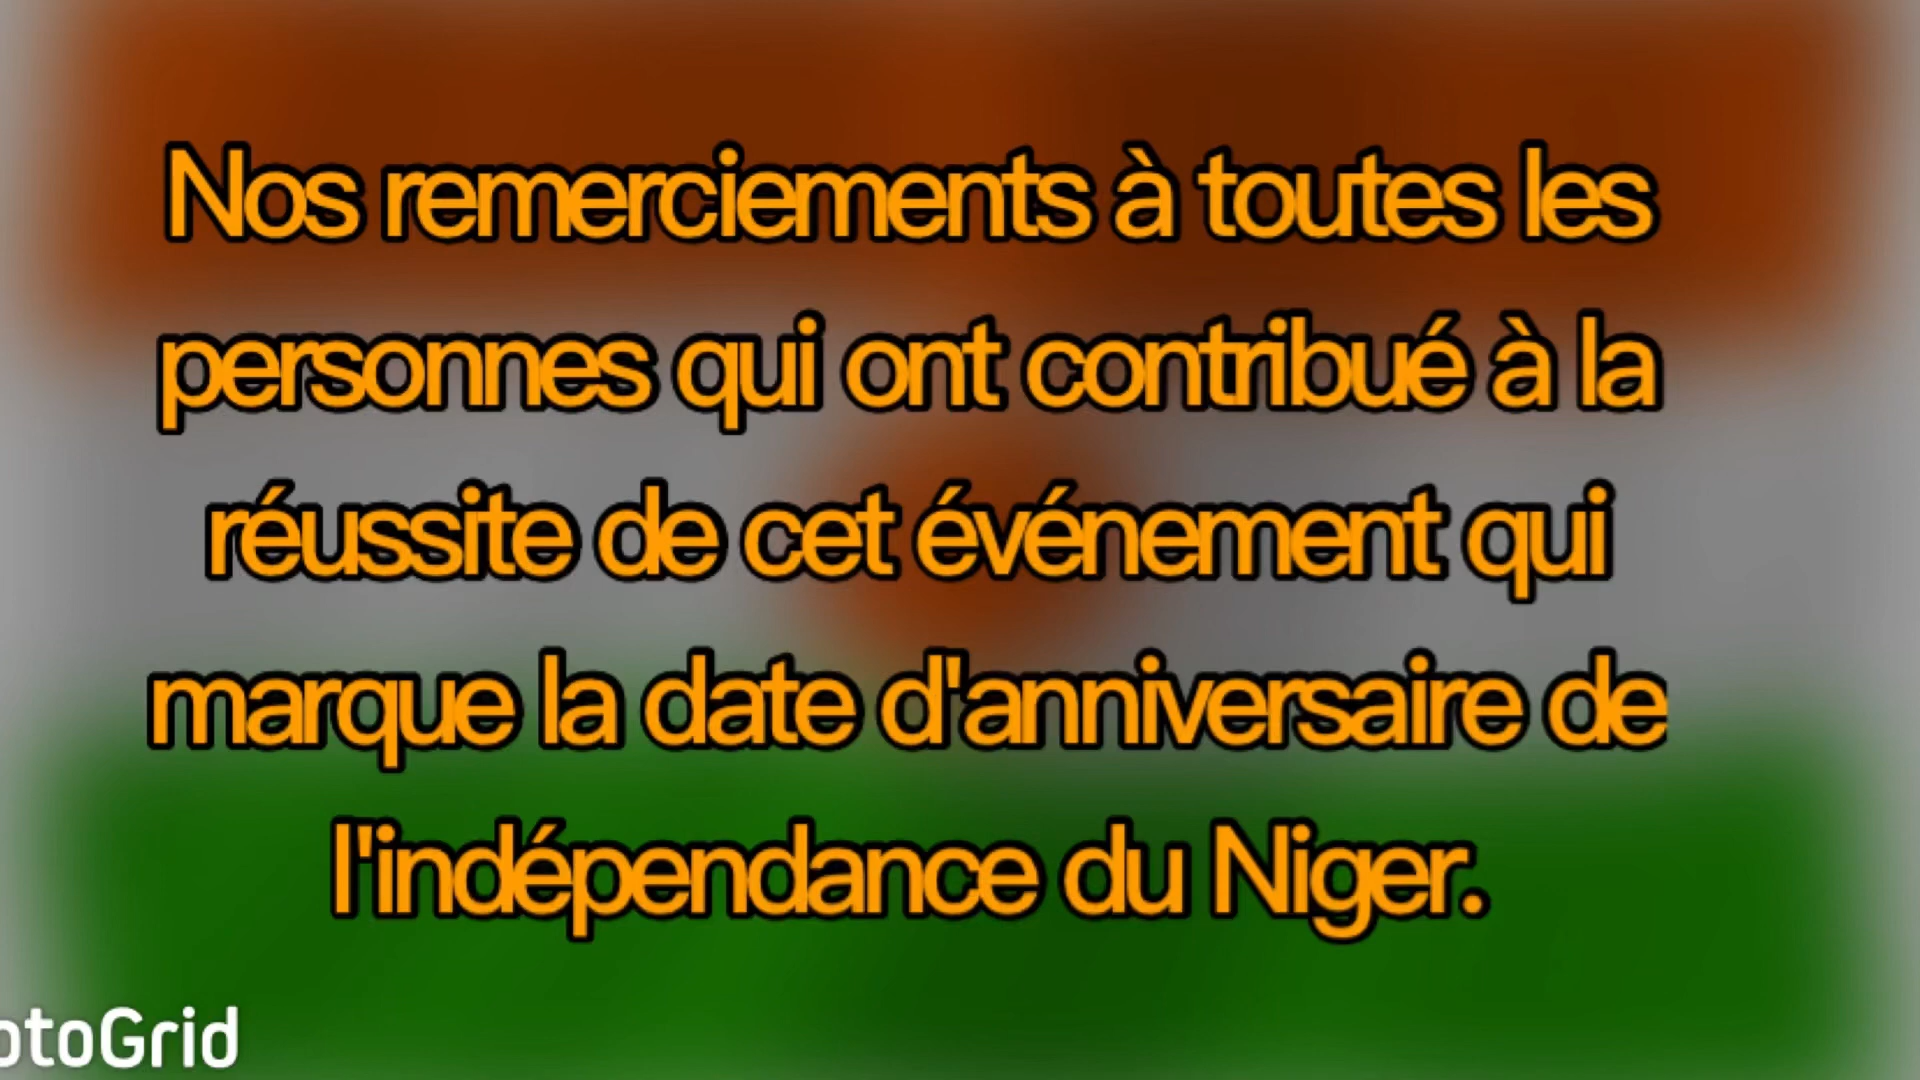 Nos remerciements à toutes les
personnes qui ont contribué à la
réussite de cet événement qui
marque la date d'anniversaire de
l'indépendance du Niger.
otoGrid